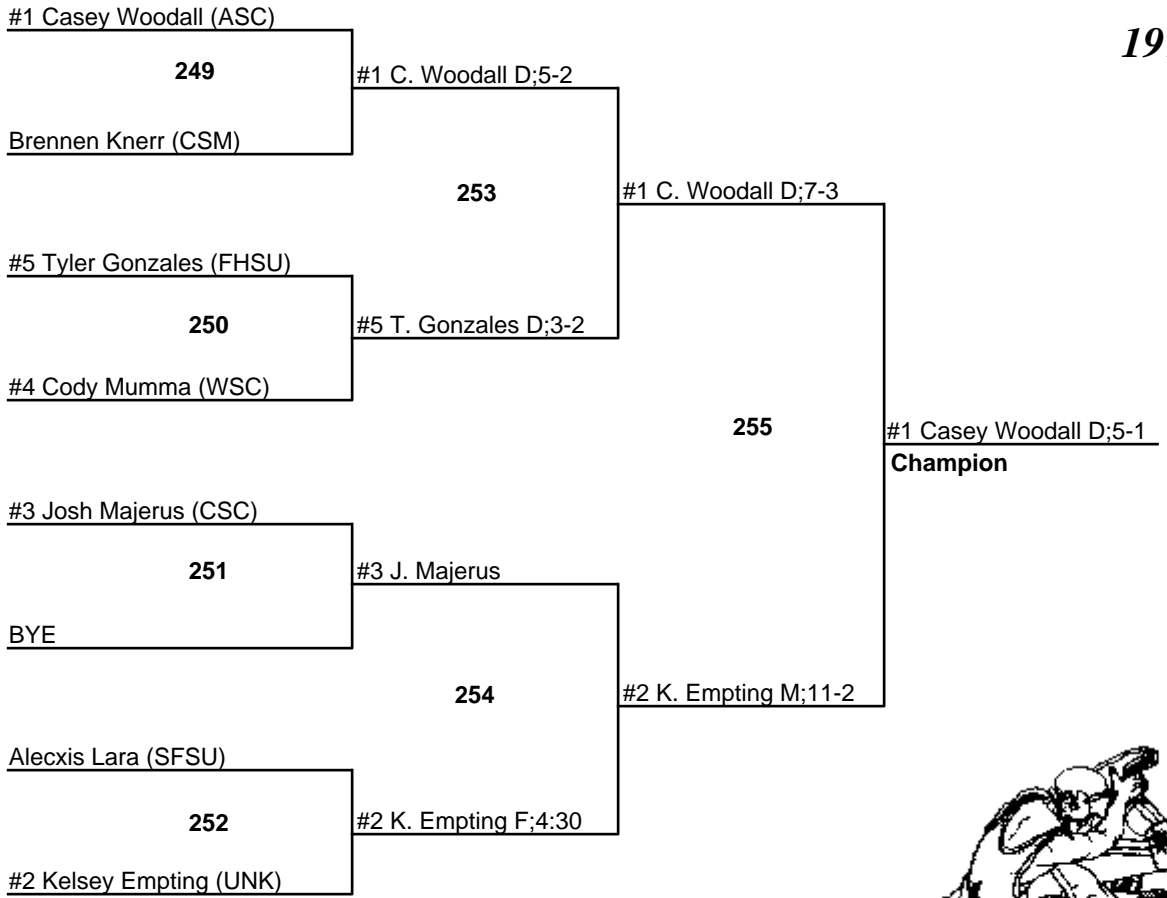 #1 Casey Woodall (ASC)
19
249
#1 C. Woodall D;5-2
Brennen Knerr (CSM)
253
#1 C. Woodall D;7-3
#5 Tyler Gonzales (FHSU)
250
#5 T. Gonzales D;3-2
#4 Cody Mumma (WSC)
255
#1 Casey Woodall D;5-1
Champion
#3 Josh Majerus (CSC)
251
#3 J. Majerus
BYE
254
#2 K. Empting M;11-2
Alecxis Lara (SFSU)
252
#2 K. Empting F;4:30
#2 Kelsey Empting (UNK)